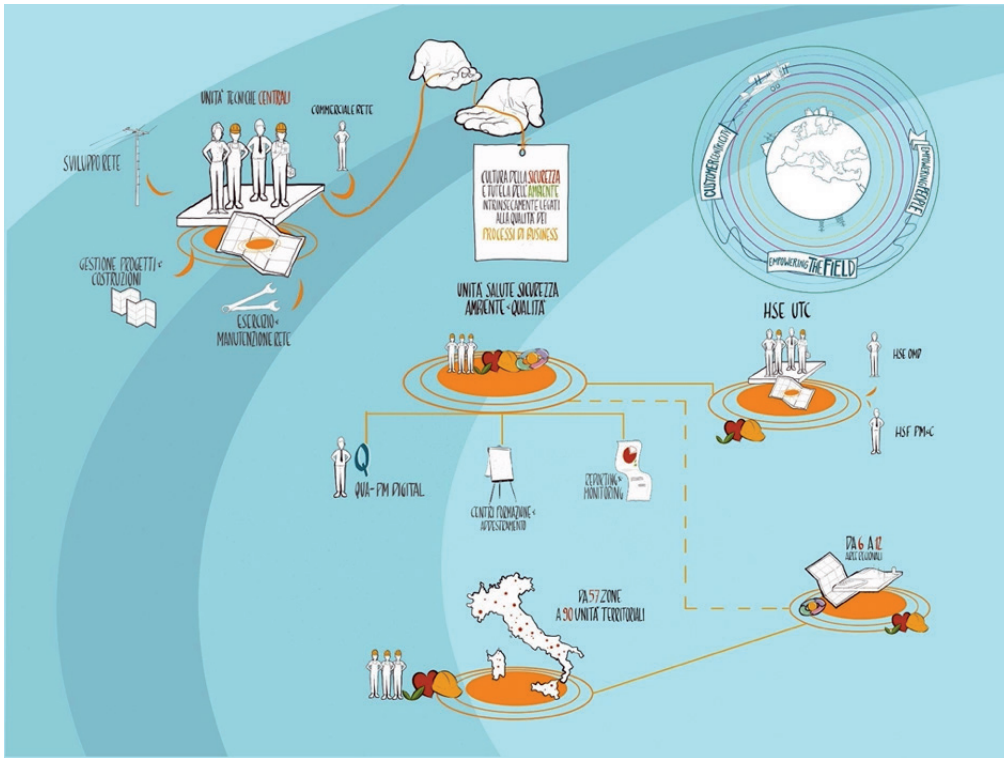 UNITÀ TECNICHE CENTRALI
COMMERCIALE RETE
SVILUPPO RETE
GESTIONE PROGETTI e
COSTRUZIONI
ESERCIZIO e
MANUTENZIONE RETE
CULTURA DELLA SICUREZZA
E TUTELA DELL'AMBIENTE
INTRINSECAMENTE LEGATI
ALLA QUALITÀ DEI
PROCESSI DI BUSINESS
CUSTOMER CENTRICITY
EMPOWERING PEOPLE
EMPOWERING THE FIELD
UNITÀ SALUTE SICUREZZA
AMBIENTE e QUALITÀ
HSE UTC
HSE OMD
HSE PMeC
Q
QUA-PM DIGITAL
CENTRI FORMAZIONE e
ADDESTRAMENTO
REPORTING e
MONITORING
DA 6 A 12
AREE REGIONALI
DA 57 ZONE
A 90 UNITÀ TERRITORIALI